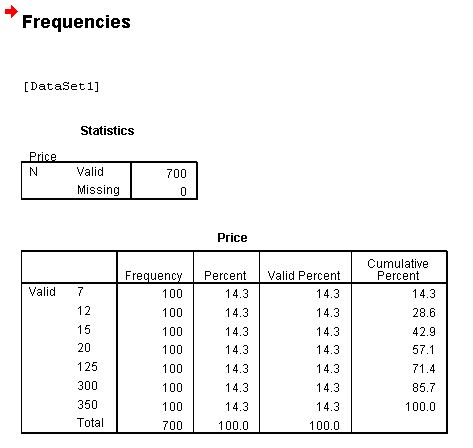 Frequencies
[DataSet1]
Statistics
Price
N Valid 700
Missing 0
Price
Frequency Percent Valid Percent Cumulative Percent
Valid 7 100 14.3 14.3 14.3
12 100 14.3 14.3 28.6
15 100 14.3 14.3 42.9
20 100 14.3 14.3 57.1
125 100 14.3 14.3 71.4
300 100 14.3 14.3 85.7
350 100 14.3 14.3 100.0
Total 700 100.0 100.0